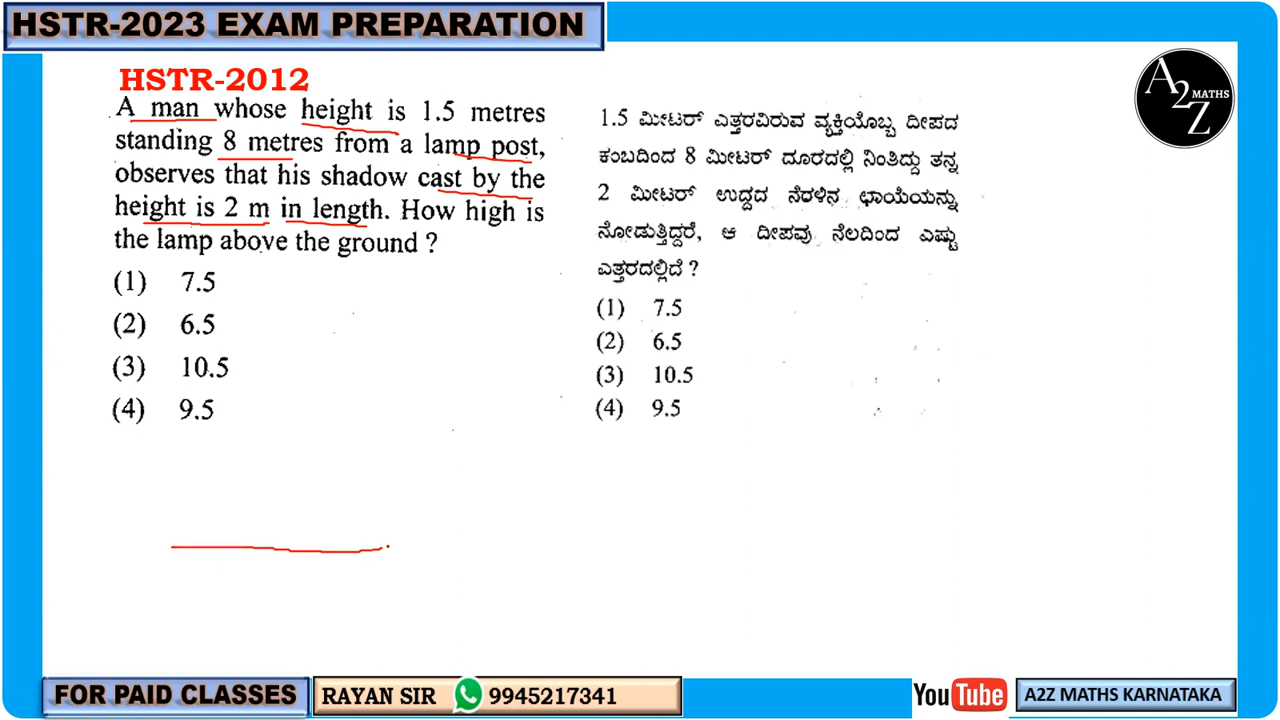 HSTR-2023 EXAM PREPARATION
A2Z MATHS
HSTR-2012
A man whose height is 1.5 metres
standing 8 metres from a lamp post,
observes that his shadow cast by the
height is 2 m in length. How high is
the lamp above the ground ?
(1) 7.5
(2) 6.5
(3) 10.5
(4) 9.5
1.5 ಮೀಟರ್ ಎತ್ತರವಿರುವ ವ್ಯಕ್ತಿಯೊಬ್ಬ ದೀಪದ
ಕಂಬದಿಂದ 8 ಮೀಟರ್ ದೂರದಲ್ಲಿ ನಿಂತಿದ್ದು ತನ್ನ
2 ಮೀಟರ್ ಉದ್ದದ ನೆರಳಿನ ಛಾಯೆಯನ್ನು
ನೋಡುತ್ತಿದ್ದರೆ, ಆ ದೀಪವು ನೆಲದಿಂದ ಎಷ್ಟು
ಎತ್ತರದಲ್ಲಿದೆ ?
(1) 7.5
(2) 6.5
(3) 10.5
(4) 9.5
FOR PAID CLASSES
RAYAN SIR 9945217341
YouTube
A2Z MATHS KARNATAKA